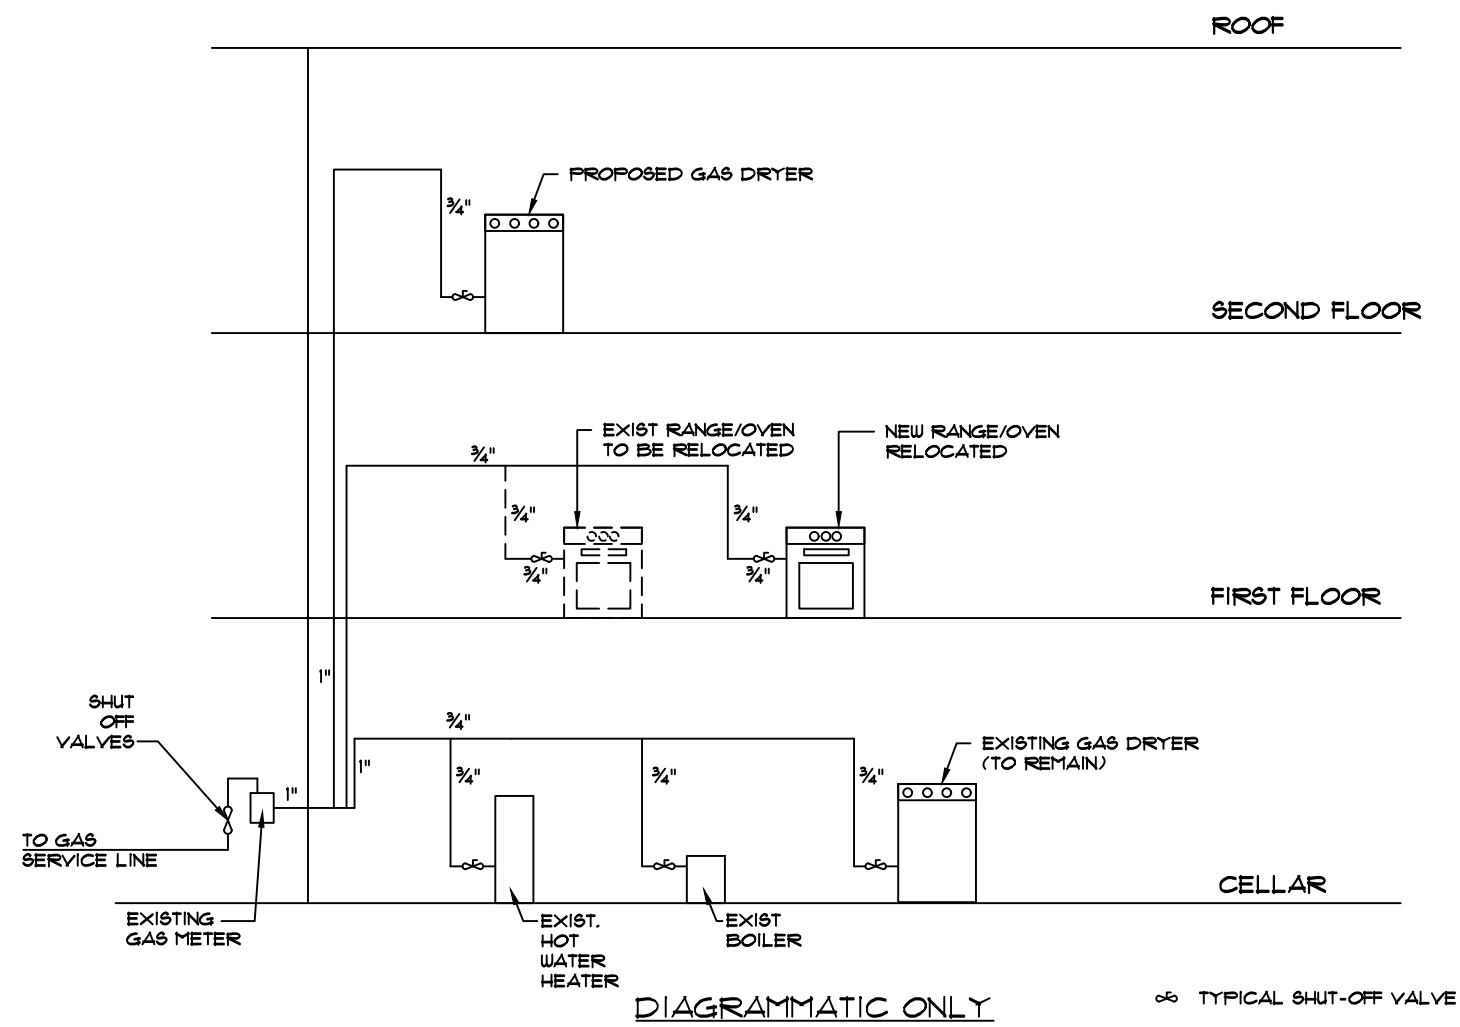 ROOF
PROPOSED GAS DRYER
3/4"
SECOND FLOOR
EXIST RANGE/OVEN
TO BE RELOCATED
NEW RANGE/OVEN
RELOCATED
3/4"
3/4"
3/4"
3/4"
3/4"
FIRST FLOOR
1"
SHUT
OFF
VALVES
3/4"
1"
3/4"
3/4"
3/4"
EXISTING GAS DRYER
(TO REMAIN)
1"
TO GAS
SERVICE LINE
CELLAR
EXISTING
GAS METER
EXIST.
HOT
WATER
HEATER
EXIST
BOILER
DIAGRAMMATIC ONLY
TYPICAL SHUT-OFF VALVE